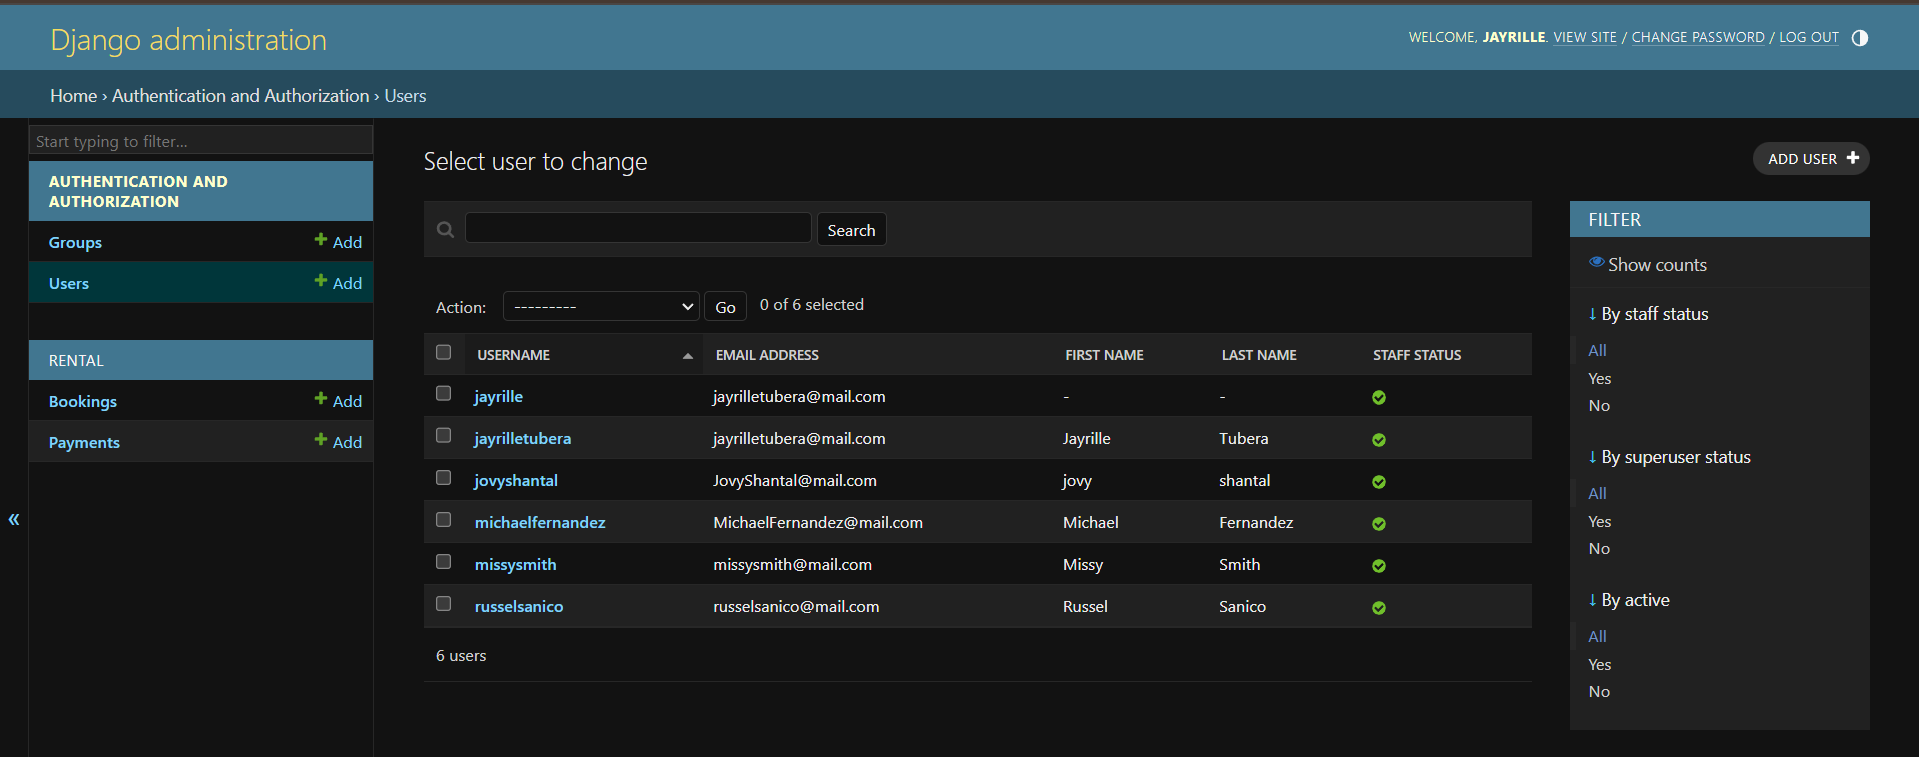 Django administration
WELCOME, JAYRILLE. VIEW SITE / CHANGE PASSWORD / LOG OUT
Home › Authentication and Authorization › Users
Start typing to filter...
AUTHENTICATION AND
AUTHORIZATION
Groups + Add
Users + Add
RENTAL
Bookings + Add
Payments + Add
«
Select user to change
ADD USER +
Search
Action: --------- Go 0 of 6 selected
USERNAME EMAIL ADDRESS FIRST NAME LAST NAME STAFF STATUS
jayrille jayrilletubera@mail.com - -
jayrilletubera jayrilletubera@mail.com Jayrille Tubera
jovyshantal JovyShantal@mail.com jovy shantal
michaelfernandez MichaelFernandez@mail.com Michael Fernandez
missysmith missysmith@mail.com Missy Smith
russelsanico russelsanico@mail.com Russel Sanico
6 users
FILTER
Show counts
↓ By staff status
All
Yes
No
↓ By superuser status
All
Yes
No
↓ By active
All
Yes
No